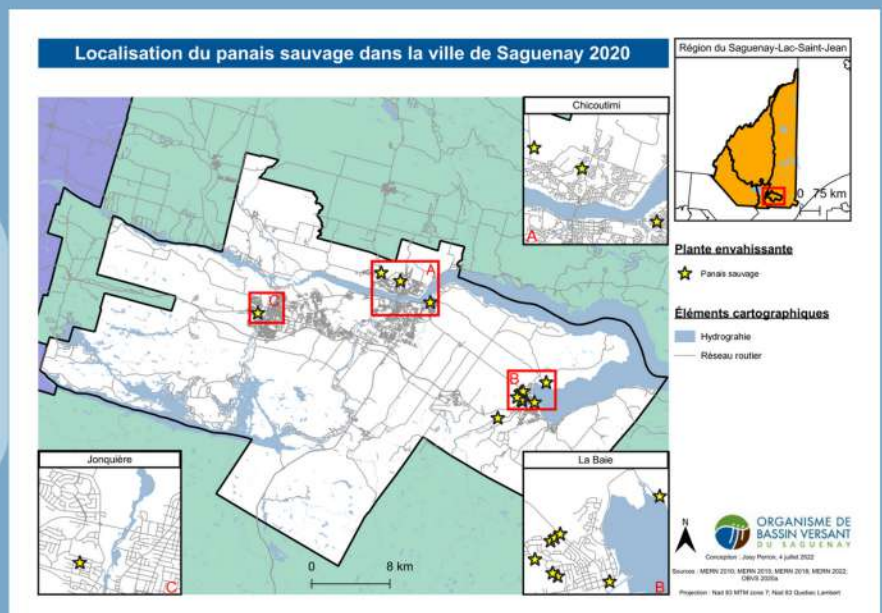 Localisation du panais sauvage dans la ville de Saguenay 2020
Région du Saguenay-Lac-Saint-Jean
0 75 km
Chicoutimi
A
A
C
B
Plante envahissante
Panais sauvage
Éléments cartographiques
Hydrograhie
Réseau routier
Jonquière
C
0 8 km
La Baie
B
N
ORGANISME DE
BASSIN VERSANT
DU SAGUENAY
Conception : Josy Perron, 4 juillet 2022
Sources : MERN 2010; MERN 2019; MERN 2018; MERN 2022;
OBVS 2020a
Projection : Nad 83 MTM zone 7; Nad 83 Quebec Lambert